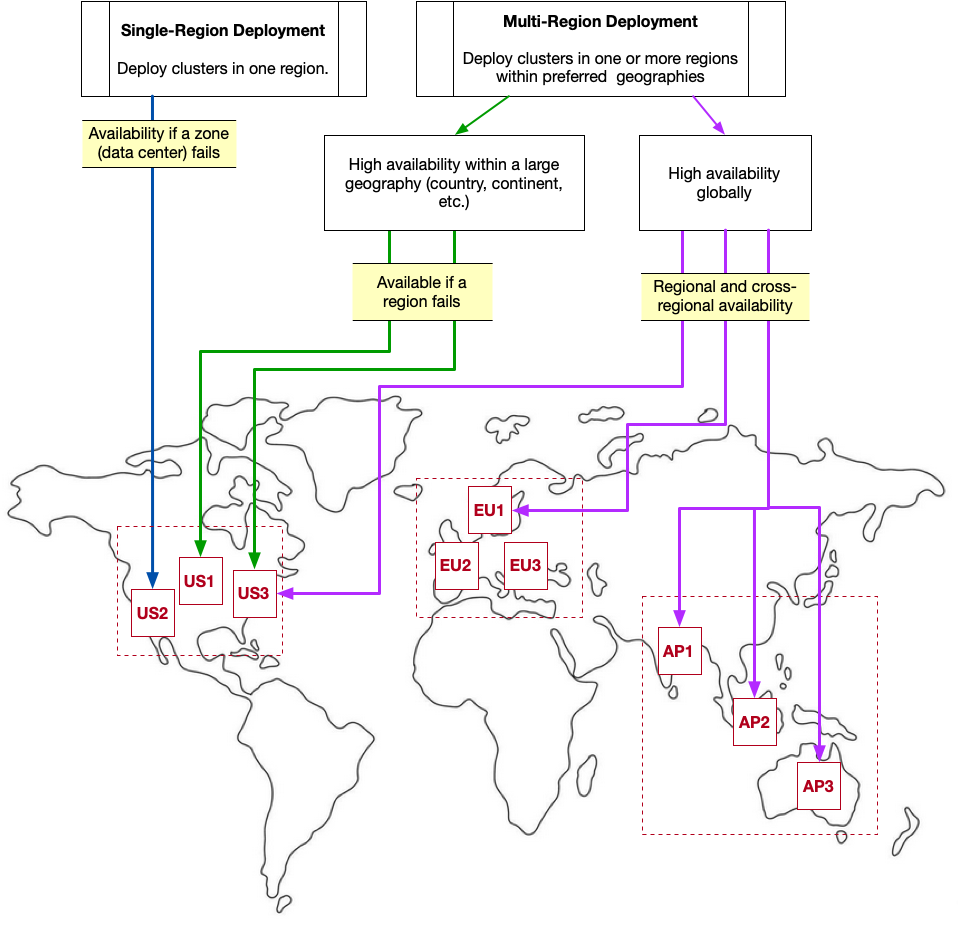 Single-Region Deployment
Deploy clusters in one region.
Multi-Region Deployment
Deploy clusters in one or more regions
within preferred geographies
Availability if a zone
(data center) fails
High availability within a large
geography (country, continent,
etc.)
High availability
globally
Available if a
region fails
Regional and cross-
regional availability
EU1
EU2
EU3
US1
US3
US2
AP1
AP2
AP3